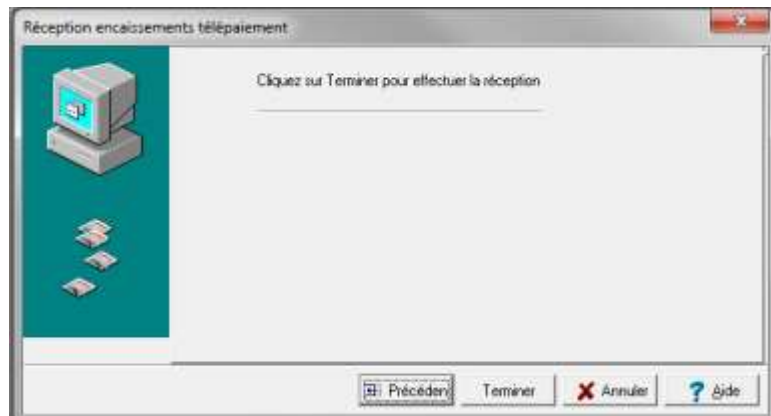 Réception encaissements télépaiement
Cliquez sur Terminer pour effectuer la réception
Précéden
Terminer
Annuler
? Aide